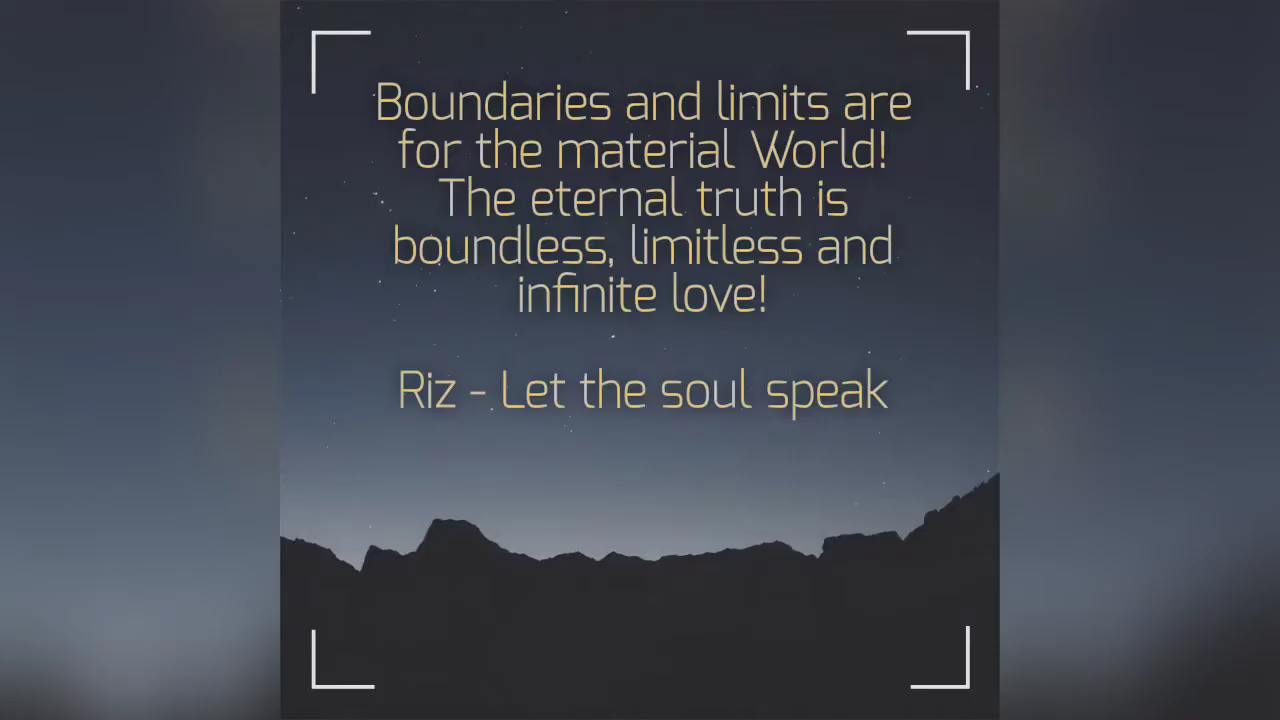 Boundaries and limits are
for the material World!
The eternal truth is
boundless, limitless and
infinite love!
Riz - Let the soul speak